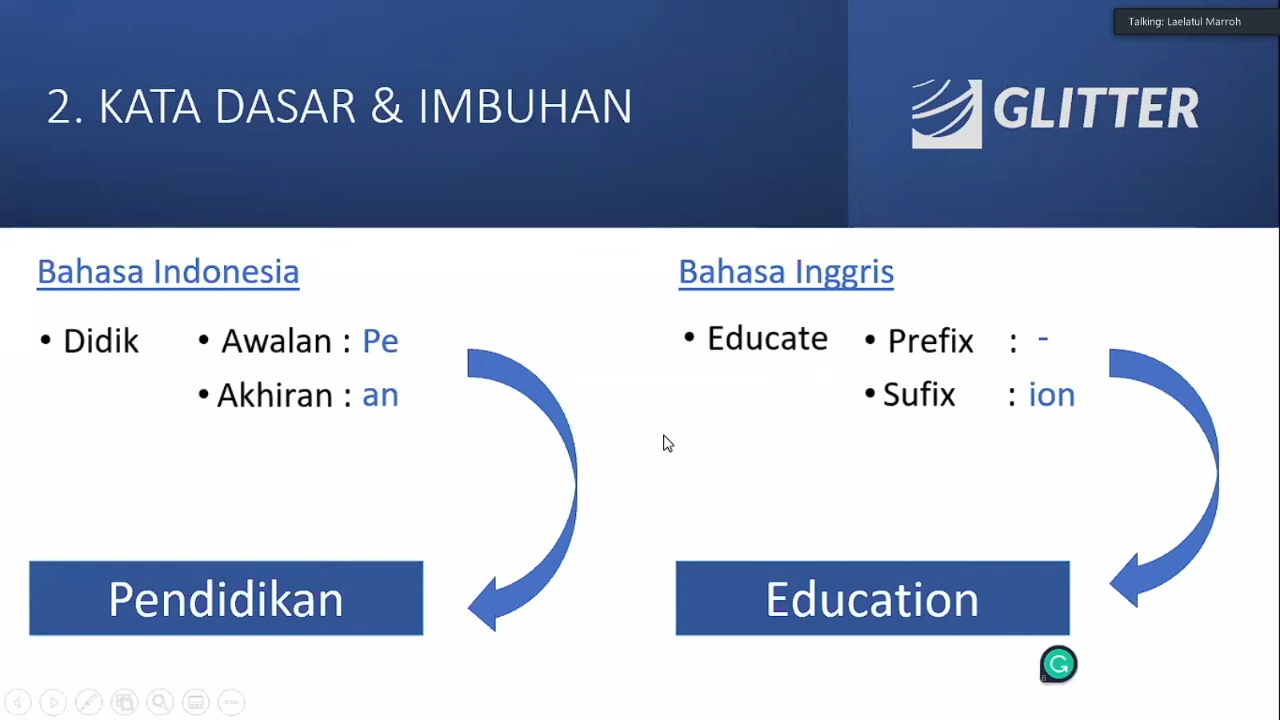 Talking: Laelatul Marroh
2. KATA DASAR & IMBUHAN
GLITTER
Bahasa Indonesia
• Didik
• Awalan : Pe
• Akhiran : an
Pendidikan
Bahasa Inggris
• Educate
• Prefix : -
• Sufix : ion
Education